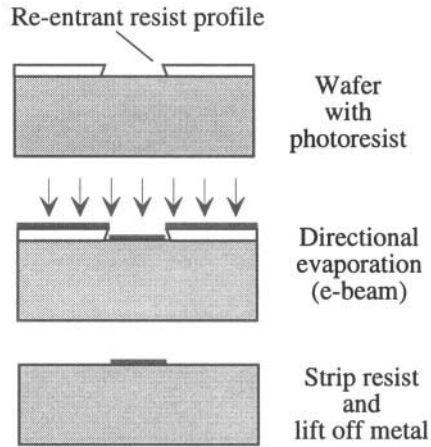 Re-entrant resist profile
Wafer
with
photoresist
Directional
evaporation
(e-beam)
Strip resist
and
lift off metal